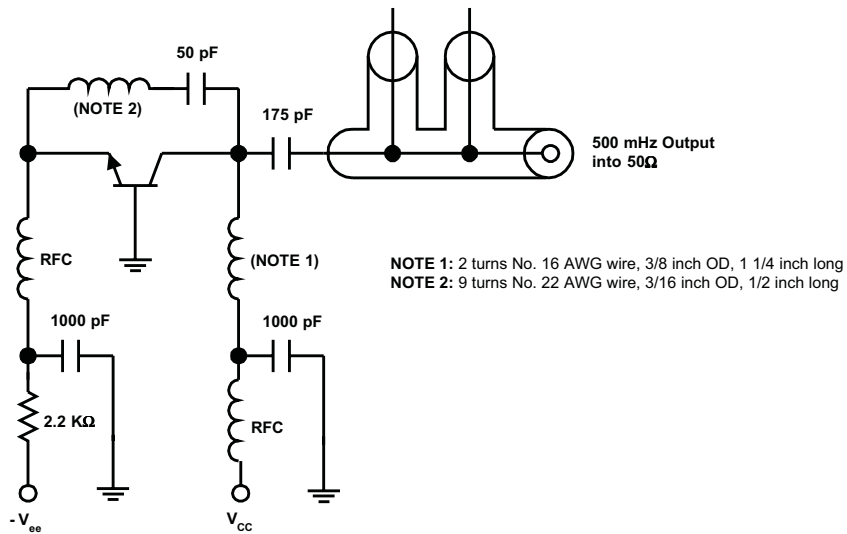 50 pF
(NOTE 2)
175 pF
500 mHz Output
into 50Ω
RFC
(NOTE 1)
NOTE 1: 2 turns No. 16 AWG wire, 3/8 inch OD, 1 1/4 inch long
NOTE 2: 9 turns No. 22 AWG wire, 3/16 inch OD, 1/2 inch long
1000 pF
1000 pF
2.2 KΩ
RFC
- Vee
VCC